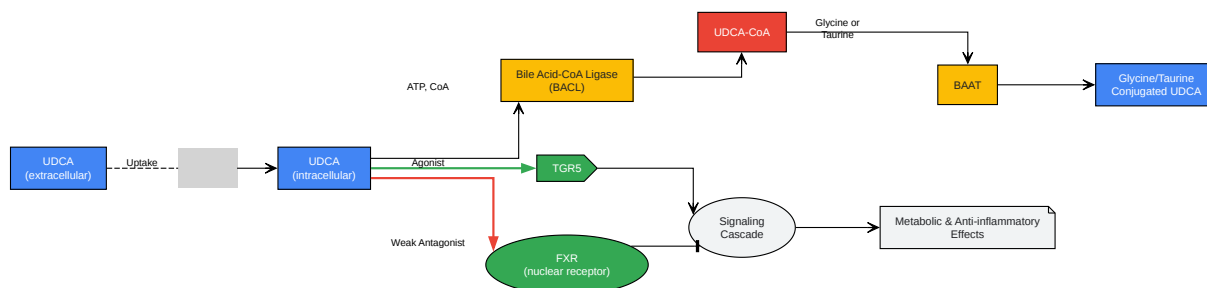 UDCA-CoA
Glycine or
Taurine
Bile Acid-CoA Ligase
(BACL)
ATP, CoA
BAAT
Glycine/Taurine
Conjugated UDCA
UDCA
(extracellular)
Uptake
UDCA
(intracellular)
Agonist
TGR5
Signaling
Cascade
Metabolic & Anti-inflammatory
Effects
Weak Antagonist
FXR
(nuclear receptor)